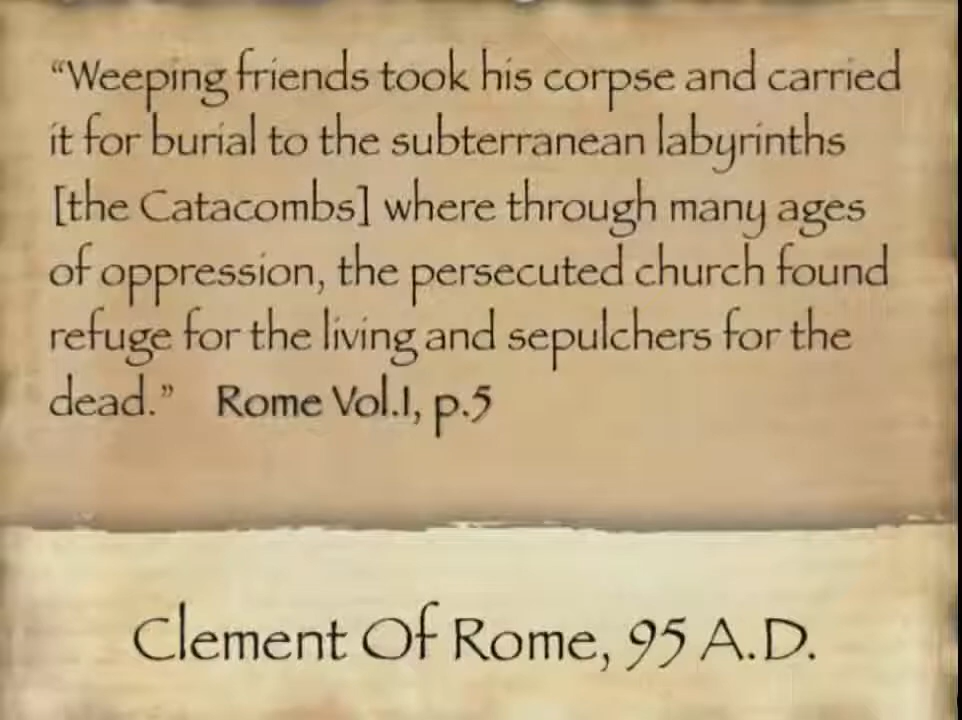 “Weeping friends took his corpse and carried
it for burial to the subterranean labyrinths
[the Catacombs] where through many ages
of oppression, the persecuted church found
refuge for the living and sepulchers for the
dead.” Rome Vol.I, p.5
Clement Of Rome, 95 A.D.